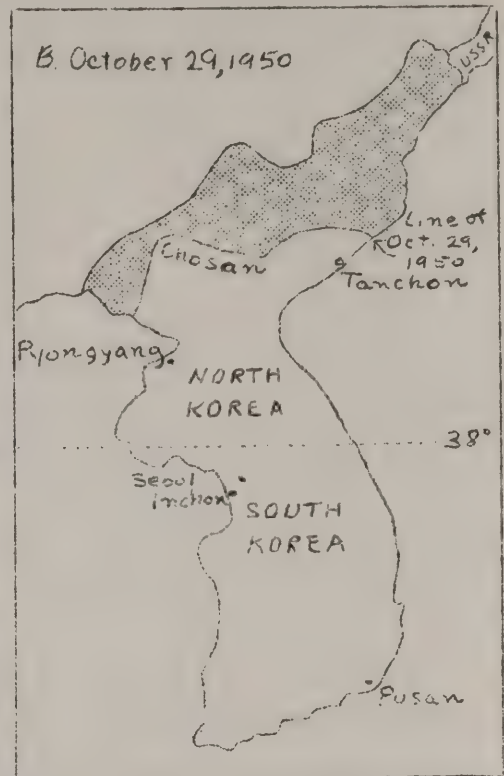 B. October 29, 1950
USSR
Line of
Oct. 29,
1950
Chosan
Tanchon
Pyongyang
NORTH
KOREA
38°
Seoul
Inchon
SOUTH
KOREA
Pusan